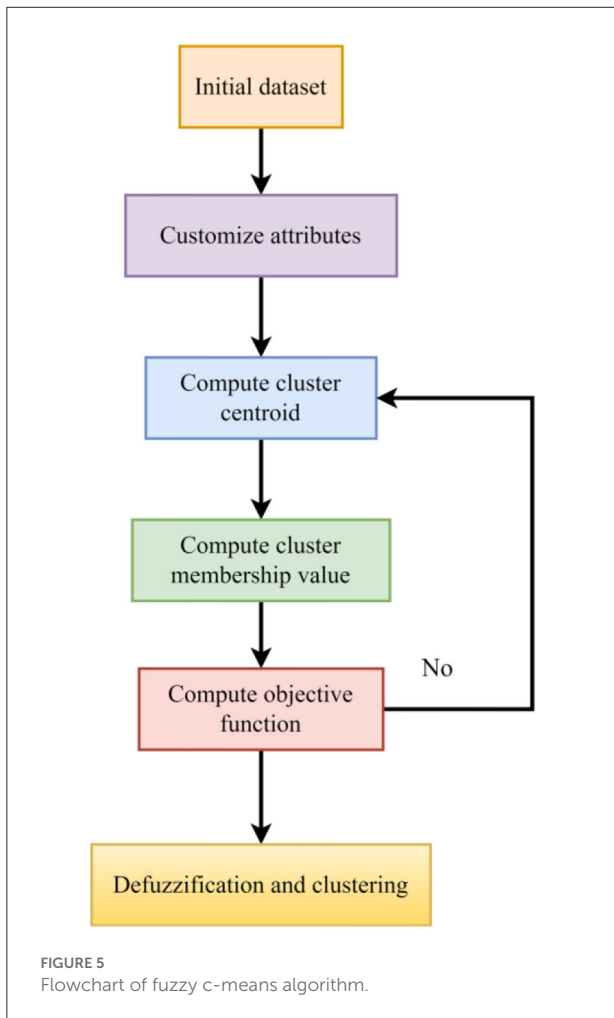 Initial dataset
Customize attributes
Compute cluster
centroid
Compute cluster
membership value
No
Compute objective
function
Defuzzification and clustering
FIGURE 5
Flowchart of fuzzy c-means algorithm.